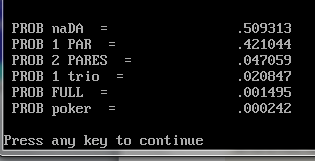 PROB naDA = .509313
PROB 1 PAR = .421044
PROB 2 PARES = .047059
PROB 1 trio = .020847
PROB FULL = .001495
PROB poker = .000242
Press any key to continue